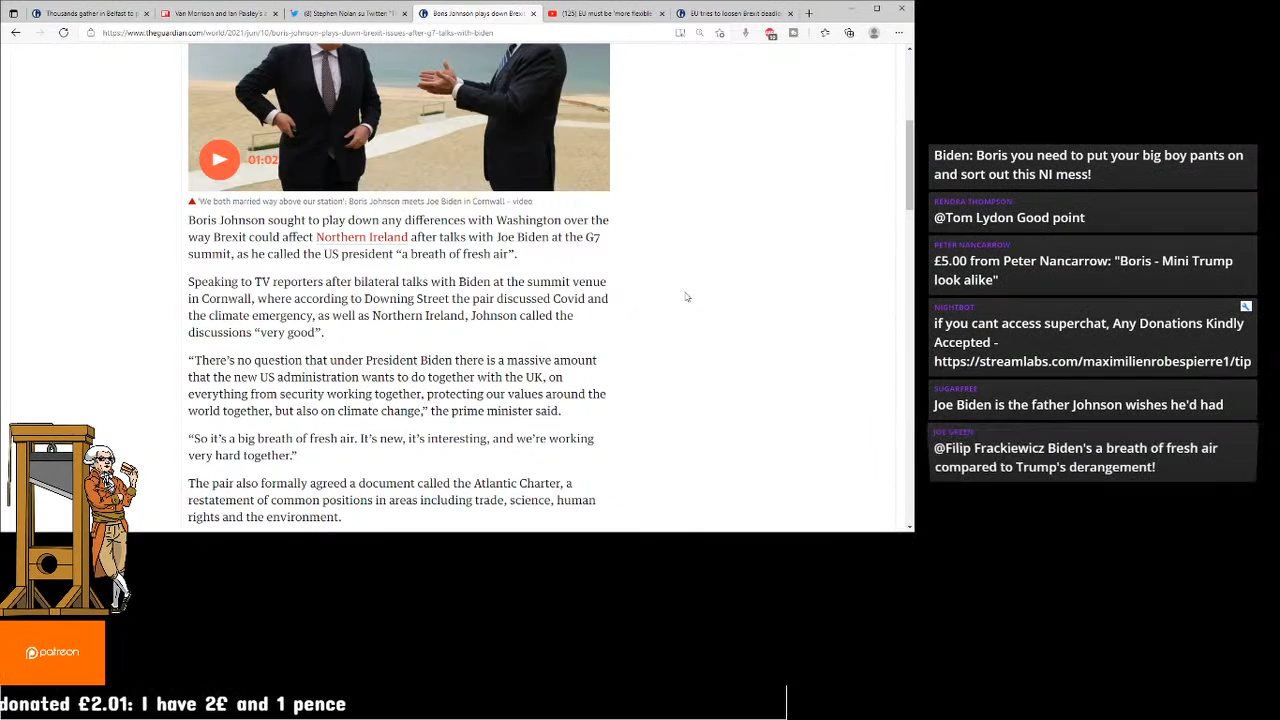 Thousands gather in Belfast to p
Van Morrison and Ian Paisley's a
(8) Stephen Nolan su Twitter: "T
Boris Johnson plays down Brexi
(125) EU must be 'more flexible
EU tries to loosen Brexit deadlo
https://www.theguardian.com/world/2021/jun/10/boris-johnson-plays-down-brexit-issues-after-g7-talks-with-biden
01:02
'We both married way above our station': Boris Johnson meets Joe Biden in Cornwall – video
Boris Johnson sought to play down any differences with Washington over the
way Brexit could affect Northern Ireland after talks with Joe Biden at the G7
summit, as he called the US president “a breath of fresh air”.
Speaking to TV reporters after bilateral talks with Biden at the summit venue
in Cornwall, where according to Downing Street the pair discussed Covid and
the climate emergency, as well as Northern Ireland, Johnson called the
discussions “very good”.
“There’s no question that under President Biden there is a massive amount
that the new US administration wants to do together with the UK, on
everything from security working together, protecting our values around the
world together, but also on climate change,” the prime minister said.
“So it’s a big breath of fresh air. It’s new, it’s interesting, and we’re working
very hard together.”
The pair also formally agreed a document called the Atlantic Charter, a
restatement of common positions in areas including trade, science, human
rights and the environment.
Biden: Boris you need to put your big boy pants on
and sort out this NI mess!
KENDRA THOMPSON
@Tom Lydon Good point
PETER NANCARROW
£5.00 from Peter Nancarrow: "Boris - Mini Trump
look alike"
NIGHTBOT
if you cant access superchat, Any Donations Kindly
Accepted -
https://streamlabs.com/maximilienrobespierre1/tip
SUGARFREE
Joe Biden is the father Johnson wishes he'd had
JOE GREEN
@Filip Frackiewicz Biden's a breath of fresh air
compared to Trump's derangement!
patreon
donated £2.01: I have 2£ and 1 pence